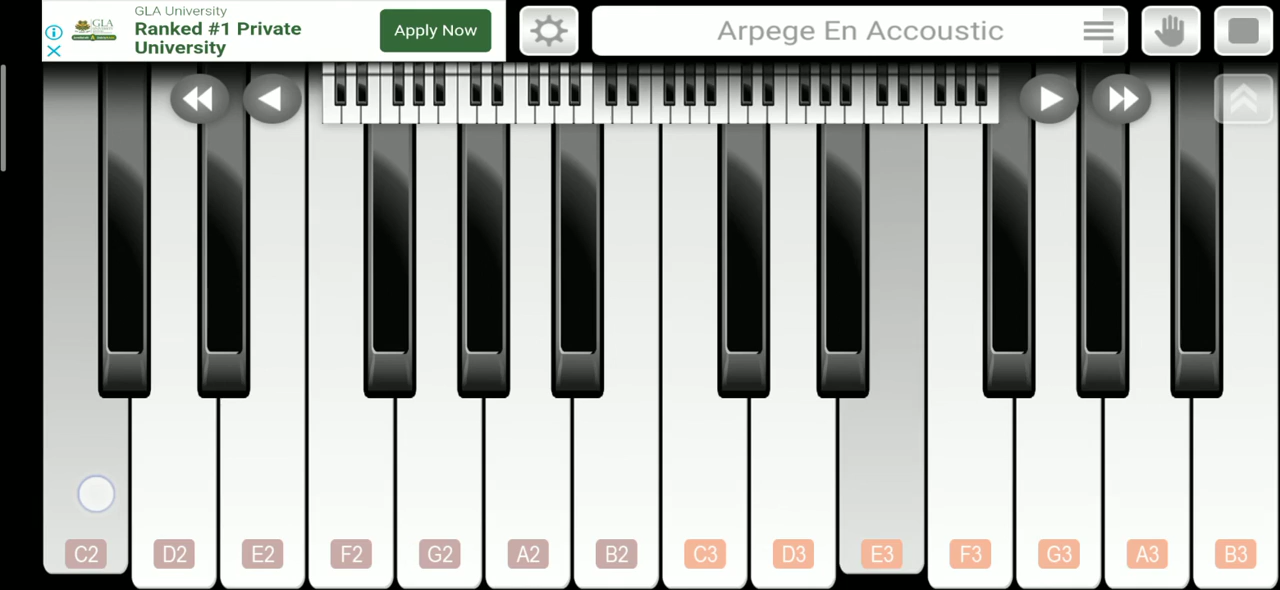 GLA University
Ranked #1 Private
University
GLA
Apply Now
Arpege En Accoustic
C2 D2 E2 F2 G2 A2 B2 C3 D3 E3 F3 G3 A3 B3